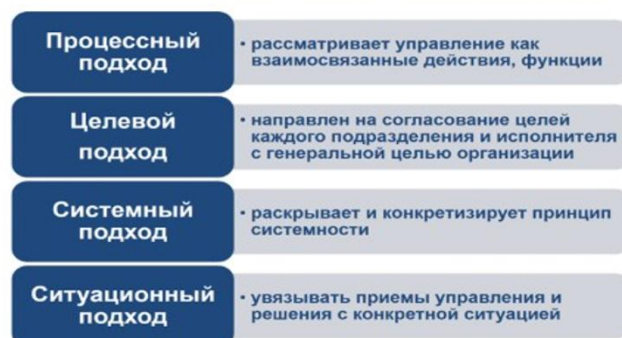 Процессный
подход
• рассматривает управление как
взаимосвязанные действия, функции
Целевой
подход
• направлен на согласование целей
каждого подразделения и исполнителя
с генеральной целью организации
Системный
подход
• раскрывает и конкретизирует принцип
системности
Ситуационный
подход
• увязывать приемы управления и
решения с конкретной ситуацией